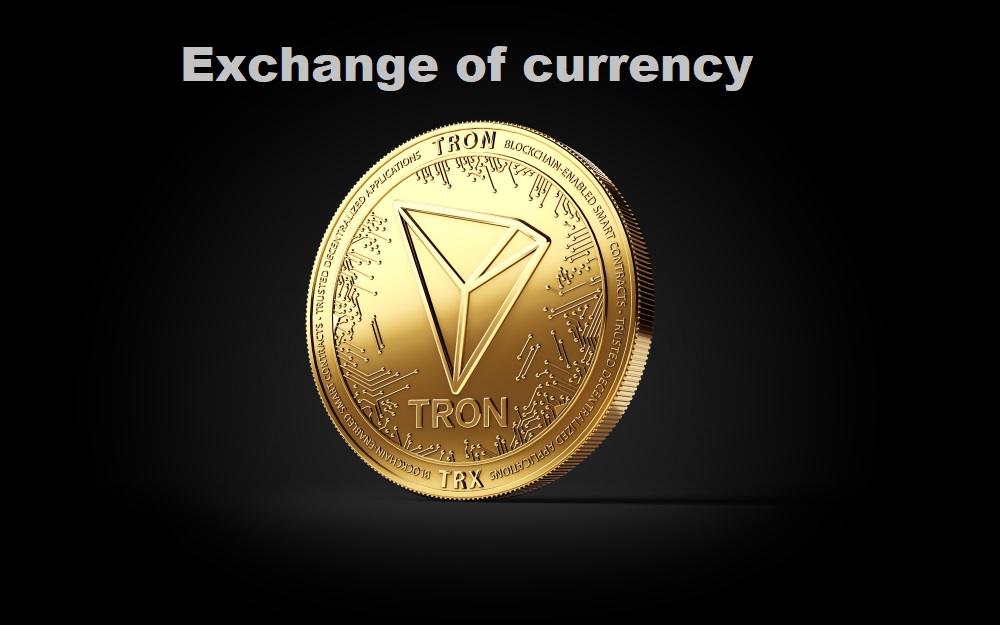 Exchange of currency
TRON
BLOCKCHAIN-ENABLED SMART CONTRACTS · TRUSTED DECENTRALIZED APPLICATIONS
TRX
BLOCKCHAIN ENABLED SMART CONTRACTS · TRUSTED DECENTRALIZED APPLICATIONS
TRON